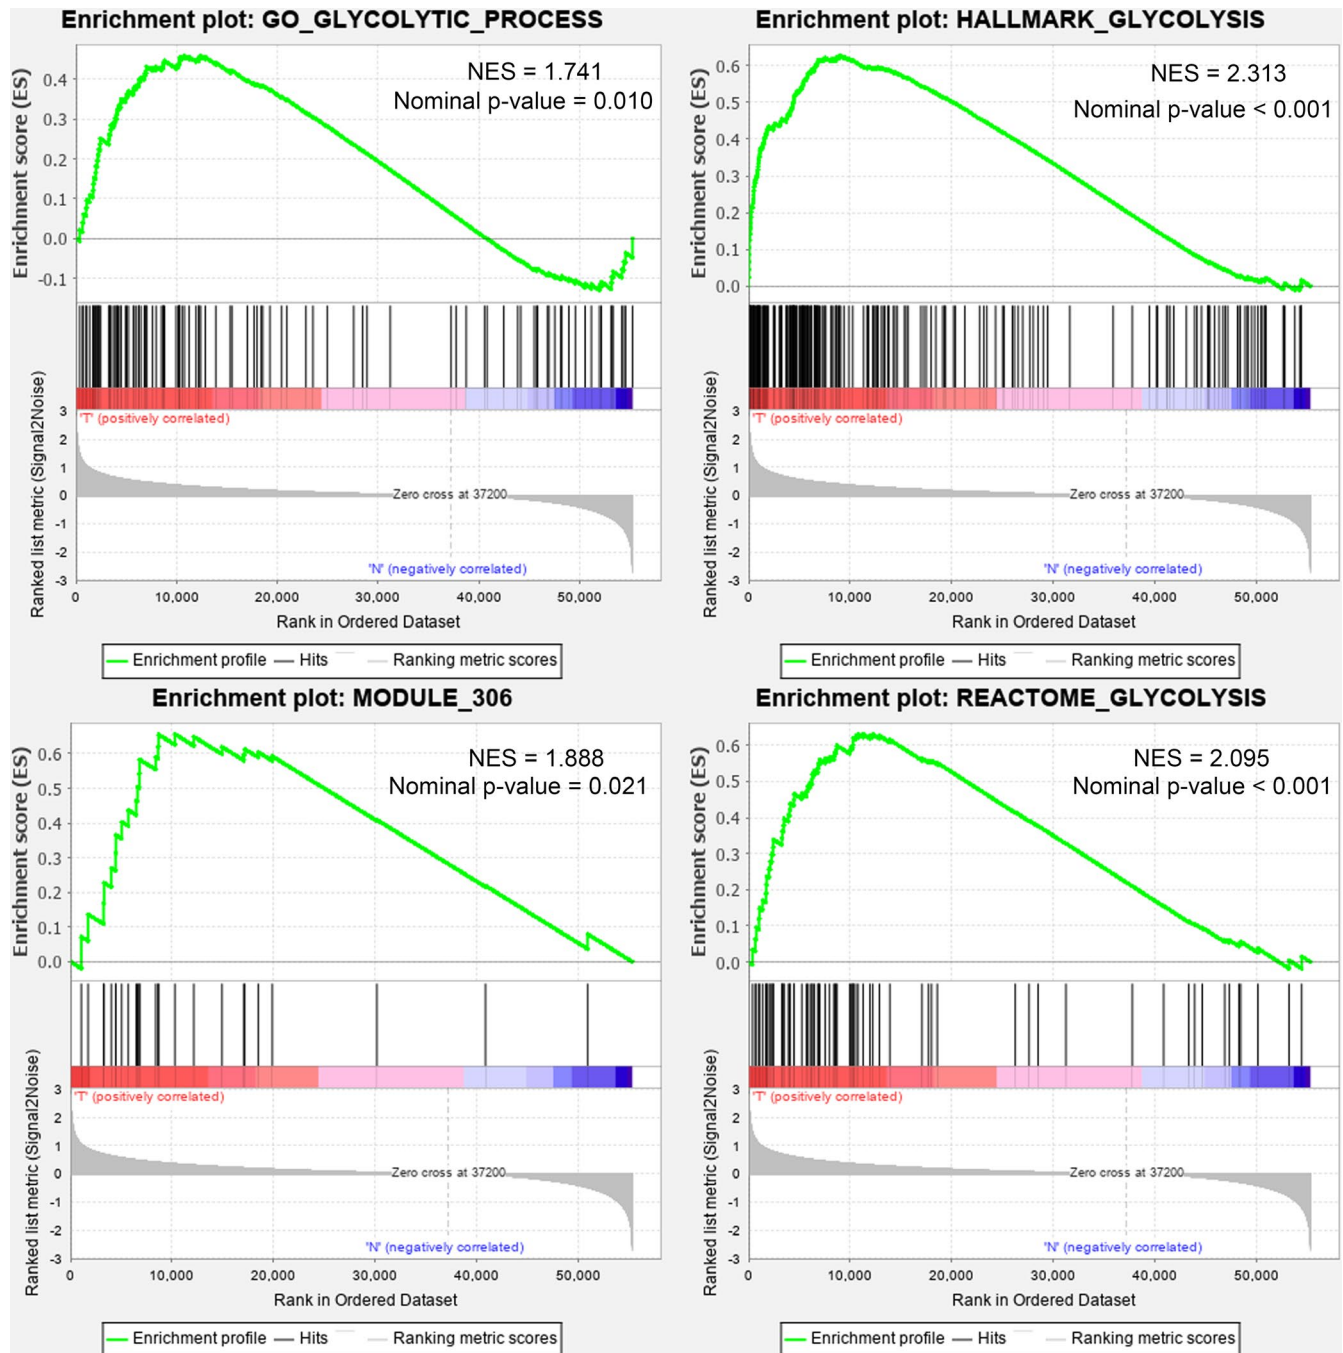 Enrichment plot: GO_GLYCOLYTIC_PROCESS
NES = 1.741
Nominal p-value = 0.010
Enrichment score (ES)
0.4
0.3
0.2
0.1
0.0
-0.1
Ranked list metric (Signal2Noise)
3
'T' (positively correlated)
2
1
0
Zero cross at 37200
-1
-2
'N' (negatively correlated)
-3
0 10,000 20,000 30,000 40,000 50,000
Rank in Ordered Dataset
Enrichment profile Hits Ranking metric scores
Enrichment plot: HALLMARK_GLYCOLYSIS
NES = 2.313
Nominal p-value < 0.001
Enrichment score (ES)
0.6
0.5
0.4
0.3
0.2
0.1
0.0
Ranked list metric (Signal2Noise)
3
'T' (positively correlated)
2
1
0
Zero cross at 37200
-1
-2
'N' (negatively correlated)
-3
0 10,000 20,000 30,000 40,000 50,000
Rank in Ordered Dataset
Enrichment profile Hits Ranking metric scores
Enrichment plot: MODULE_306
NES = 1.888
Nominal p-value = 0.021
Enrichment score (ES)
0.6
0.5
0.4
0.3
0.2
0.1
0.0
Ranked list metric (Signal2Noise)
3
'T' (positively correlated)
2
1
0
Zero cross at 37200
-1
-2
'N' (negatively correlated)
-3
0 10,000 20,000 30,000 40,000 50,000
Rank in Ordered Dataset
Enrichment profile Hits Ranking metric scores
Enrichment plot: REACTOME_GLYCOLYSIS
NES = 2.095
Nominal p-value < 0.001
Enrichment score (ES)
0.6
0.5
0.4
0.3
0.2
0.1
0.0
Ranked list metric (Signal2Noise)
3
'T' (positively correlated)
2
1
0
Zero cross at 37200
-1
-2
'N' (negatively correlated)
-3
0 10,000 20,000 30,000 40,000 50,000
Rank in Ordered Dataset
Enrichment profile Hits Ranking metric scores